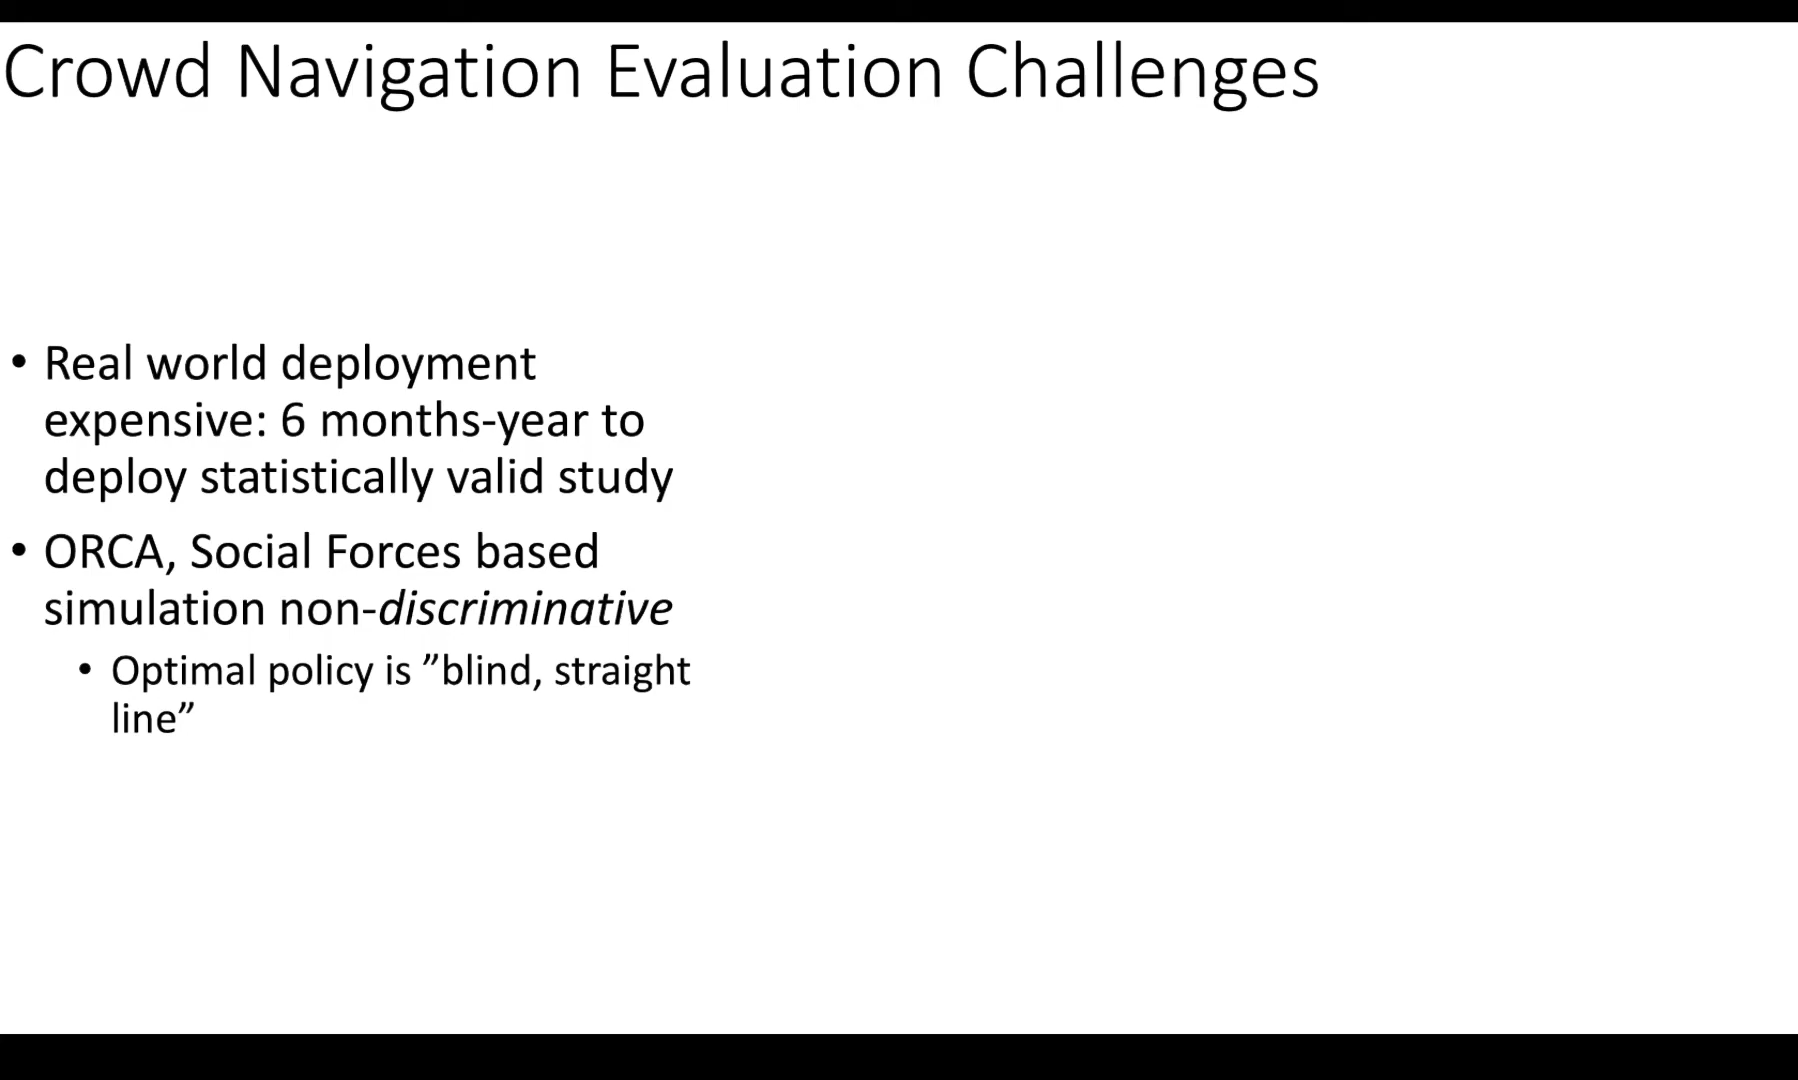 Crowd Navigation Evaluation Challenges
• Real world deployment
expensive: 6 months-year to
deploy statistically valid study
• ORCA, Social Forces based
simulation non-discriminative
• Optimal policy is ”blind, straight
line”